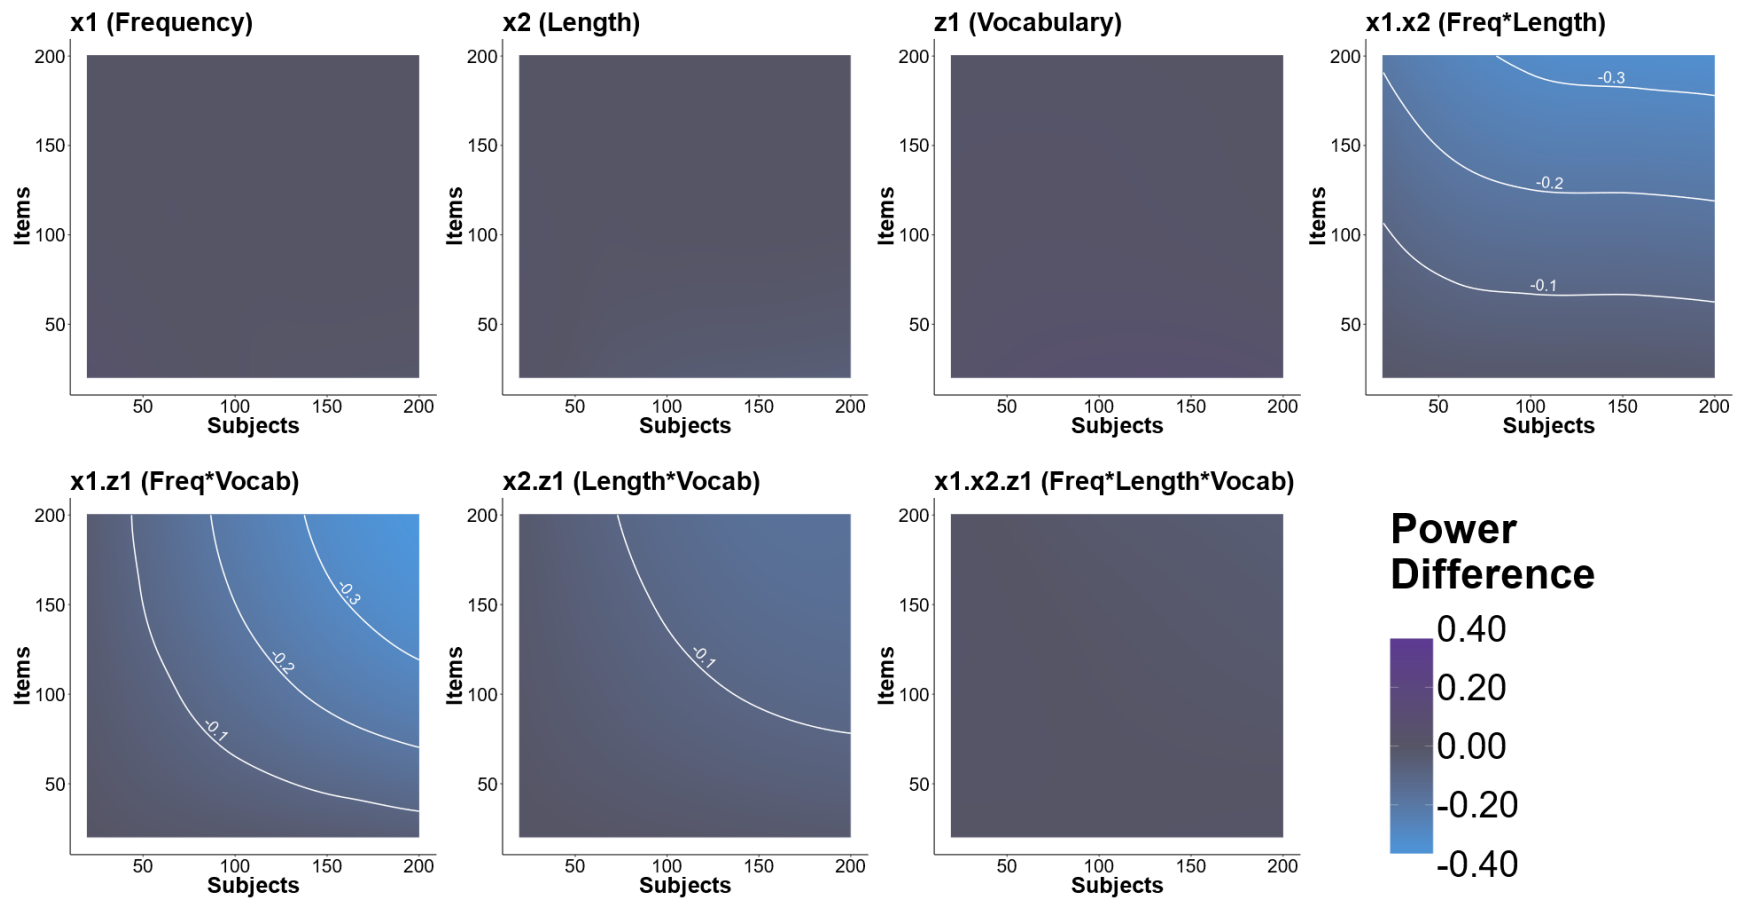 x1 (Frequency)
200
150
100
50
Items
50 100 150 200
Subjects
x2 (Length)
200
150
100
50
Items
50 100 150 200
Subjects
z1 (Vocabulary)
200
150
100
50
Items
50 100 150 200
Subjects
x1.x2 (Freq*Length)
200
150
100
50
Items
-0.3
-0.2
-0.1
50 100 150 200
Subjects
x1.z1 (Freq*Vocab)
200
150
100
50
Items
-0.3
-0.2
-0.1
50 100 150 200
Subjects
x2.z1 (Length*Vocab)
200
150
100
50
Items
-0.1
50 100 150 200
Subjects
x1.x2.z1 (Freq*Length*Vocab)
200
150
100
50
Items
50 100 150 200
Subjects
Power
Difference
0.40
0.20
0.00
-0.20
-0.40